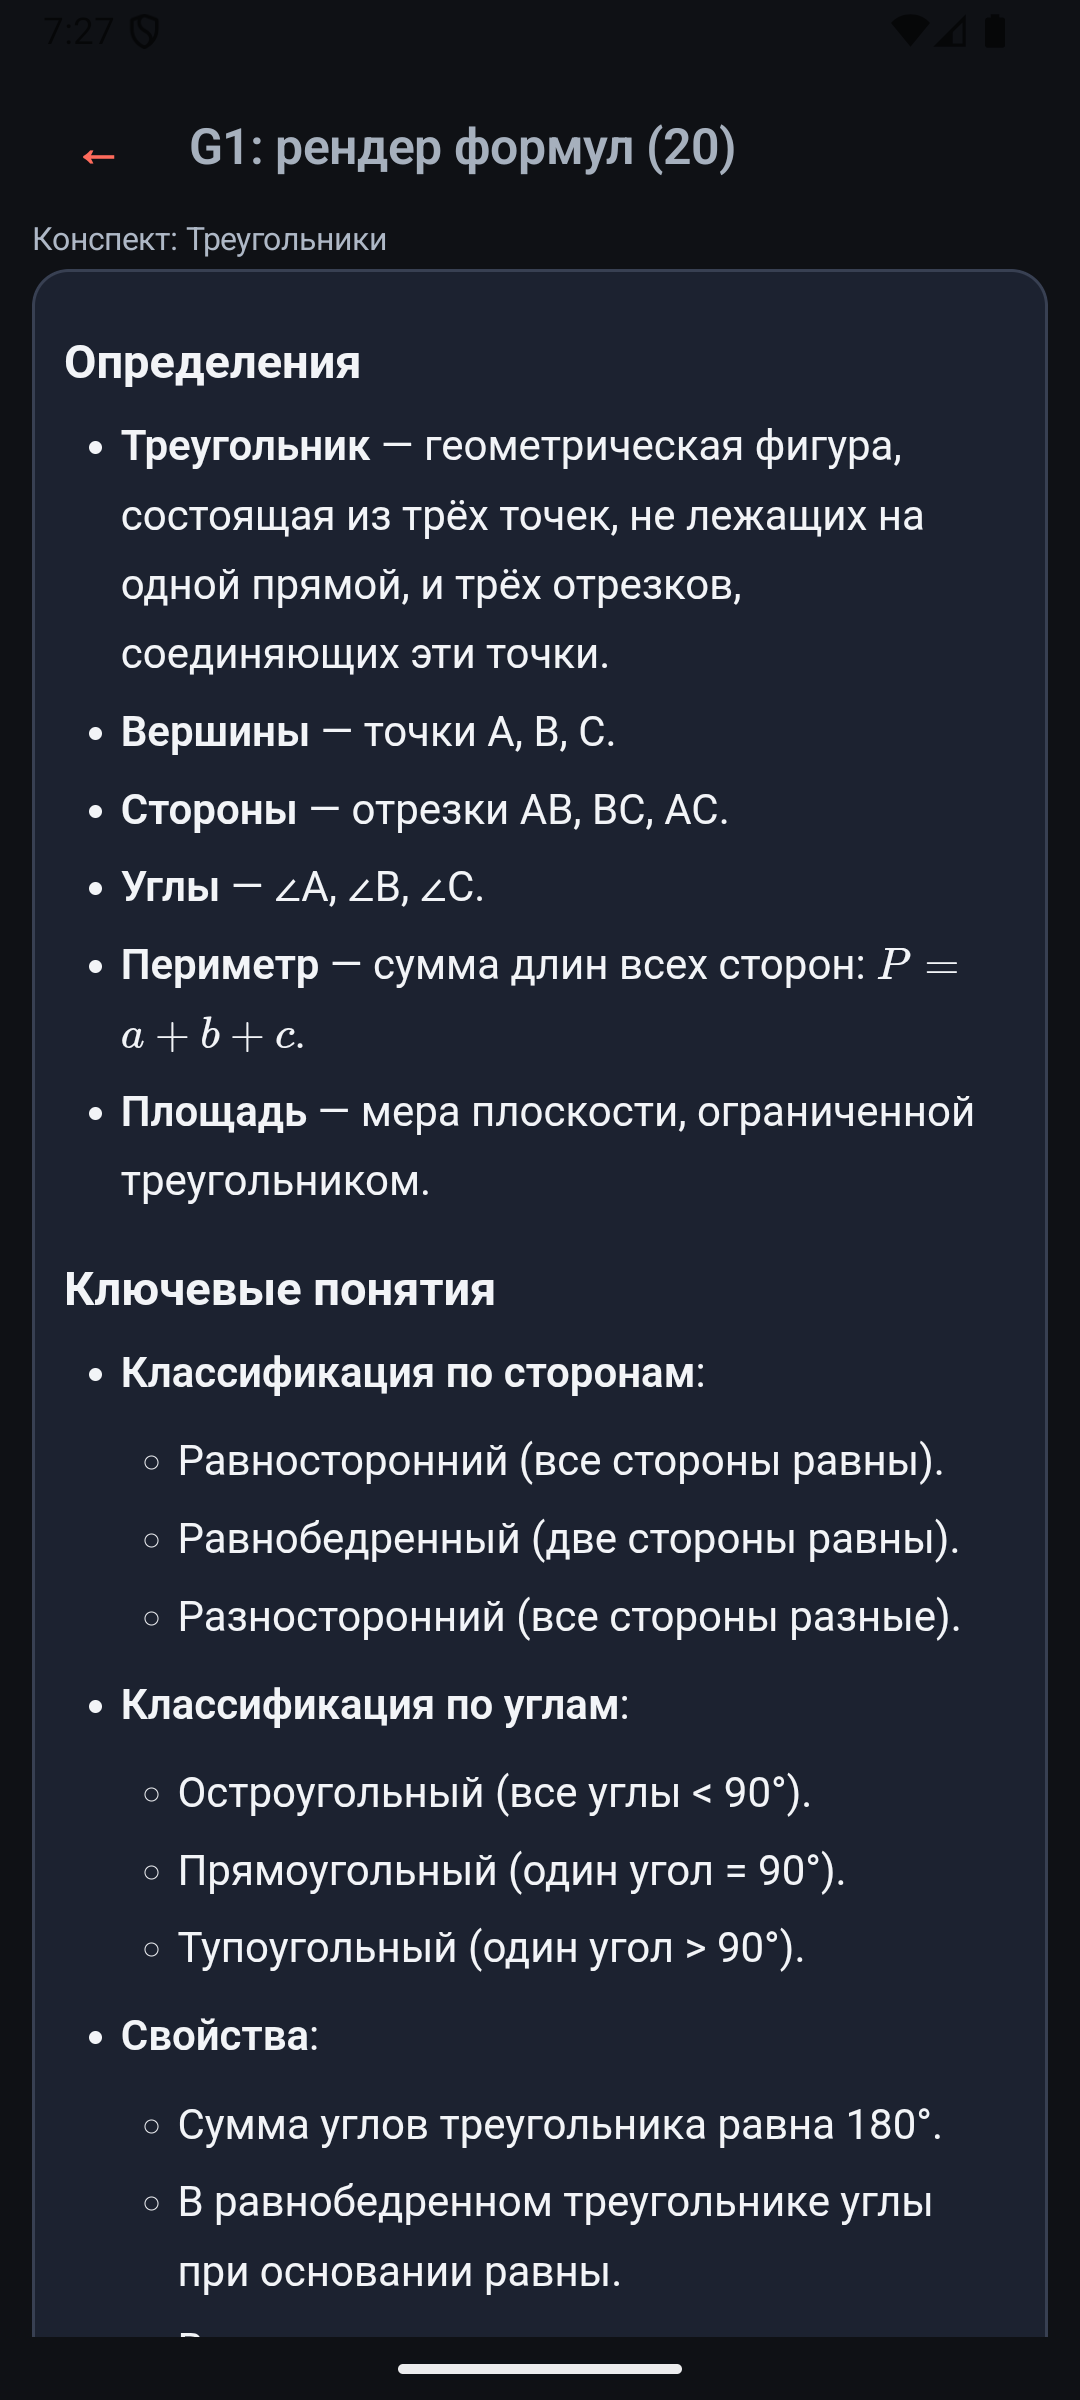 7:27
← G1: рендер формул (20)
Конспект: Треугольники
Определения
• Треугольник — геометрическая фигура,
состоящая из трёх точек, не лежащих на
одной прямой, и трёх отрезков,
соединяющих эти точки.
• Вершины — точки A, B, C.
• Стороны — отрезки AB, BC, AC.
• Углы — ∠A, ∠B, ∠C.
• Периметр — сумма длин всех сторон: P =
a + b + c.
• Площадь — мера плоскости, ограниченной
треугольником.
Ключевые понятия
• Классификация по сторонам:
◦ Равносторонний (все стороны равны).
◦ Равнобедренный (две стороны равны).
◦ Разносторонний (все стороны разные).
• Классификация по углам:
◦ Остроугольный (все углы < 90°).
◦ Прямоугольный (один угол = 90°).
◦ Тупоугольный (один угол > 90°).
• Свойства:
◦ Сумма углов треугольника равна 180°.
◦ В равнобедренном треугольнике углы
при основании равны.